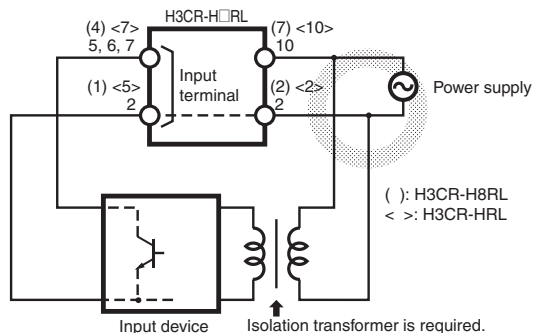 H3CR-H□RL
(4) <7>
5, 6, 7
(7) <10>
10
Input
terminal
(1) <5>
2
(2) <2>
2
Power supply
( ): H3CR-H8RL
< >: H3CR-HRL
Input device
Isolation transformer is required.